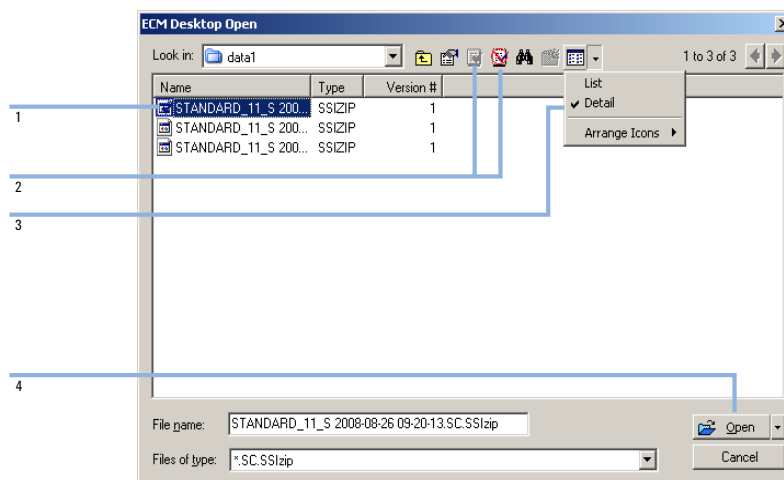 ECM Desktop Open
Look in: data1
1 to 3 of 3
Name Type Version #
List
STANDARD_11_S 200... SSIZIP 1
Detail
1
STANDARD_11_S 200... SSIZIP 1
STANDARD_11_S 200... SSIZIP 1
Arrange Icons
2
3
4
File name: STANDARD_11_S 2008-08-26 09-20-13.SC.SSIzip
Open
Files of type: *.SC.SSIzip
Cancel